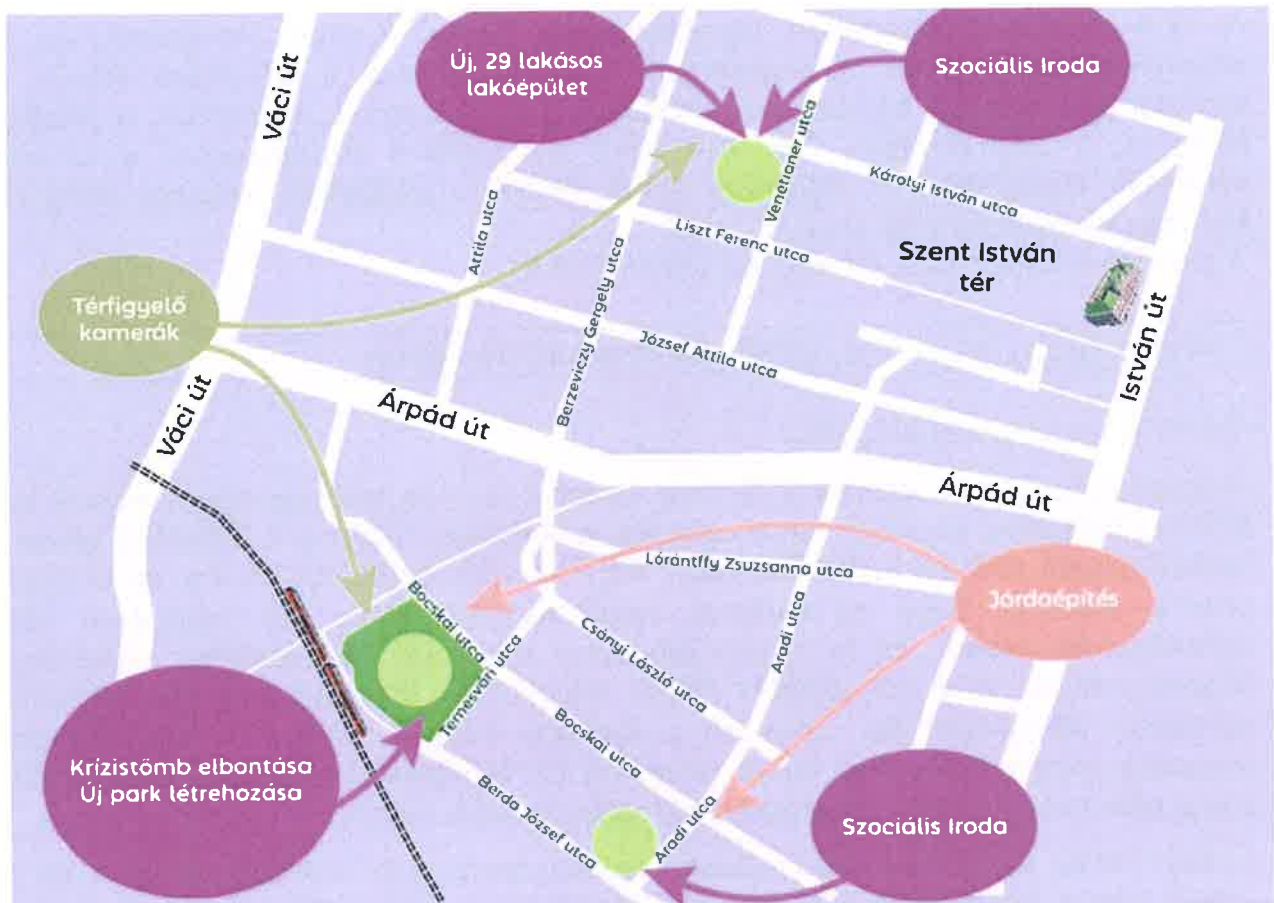 Új, 29 lakásos
lakóépület
Szociális Iroda
Váci út
Venetianer utca
Károlyi István utca
Attila utca
Liszt Ferenc utca
Szent István
tér
Térfigyelő
kamerák
Berzeviczy Gergely utca
József Attila utca
István út
Váci út
Árpád út
Árpád út
Lórántffy Zsuzsanna utca
Járdaépítés
Bocskai utca
Csányi László utca
Aradi utca
Temesvári utca
Bocskai utca
Krízistömb elbontása
Új park létrehozása
Berda József utca
Aradi utca
Szociális Iroda